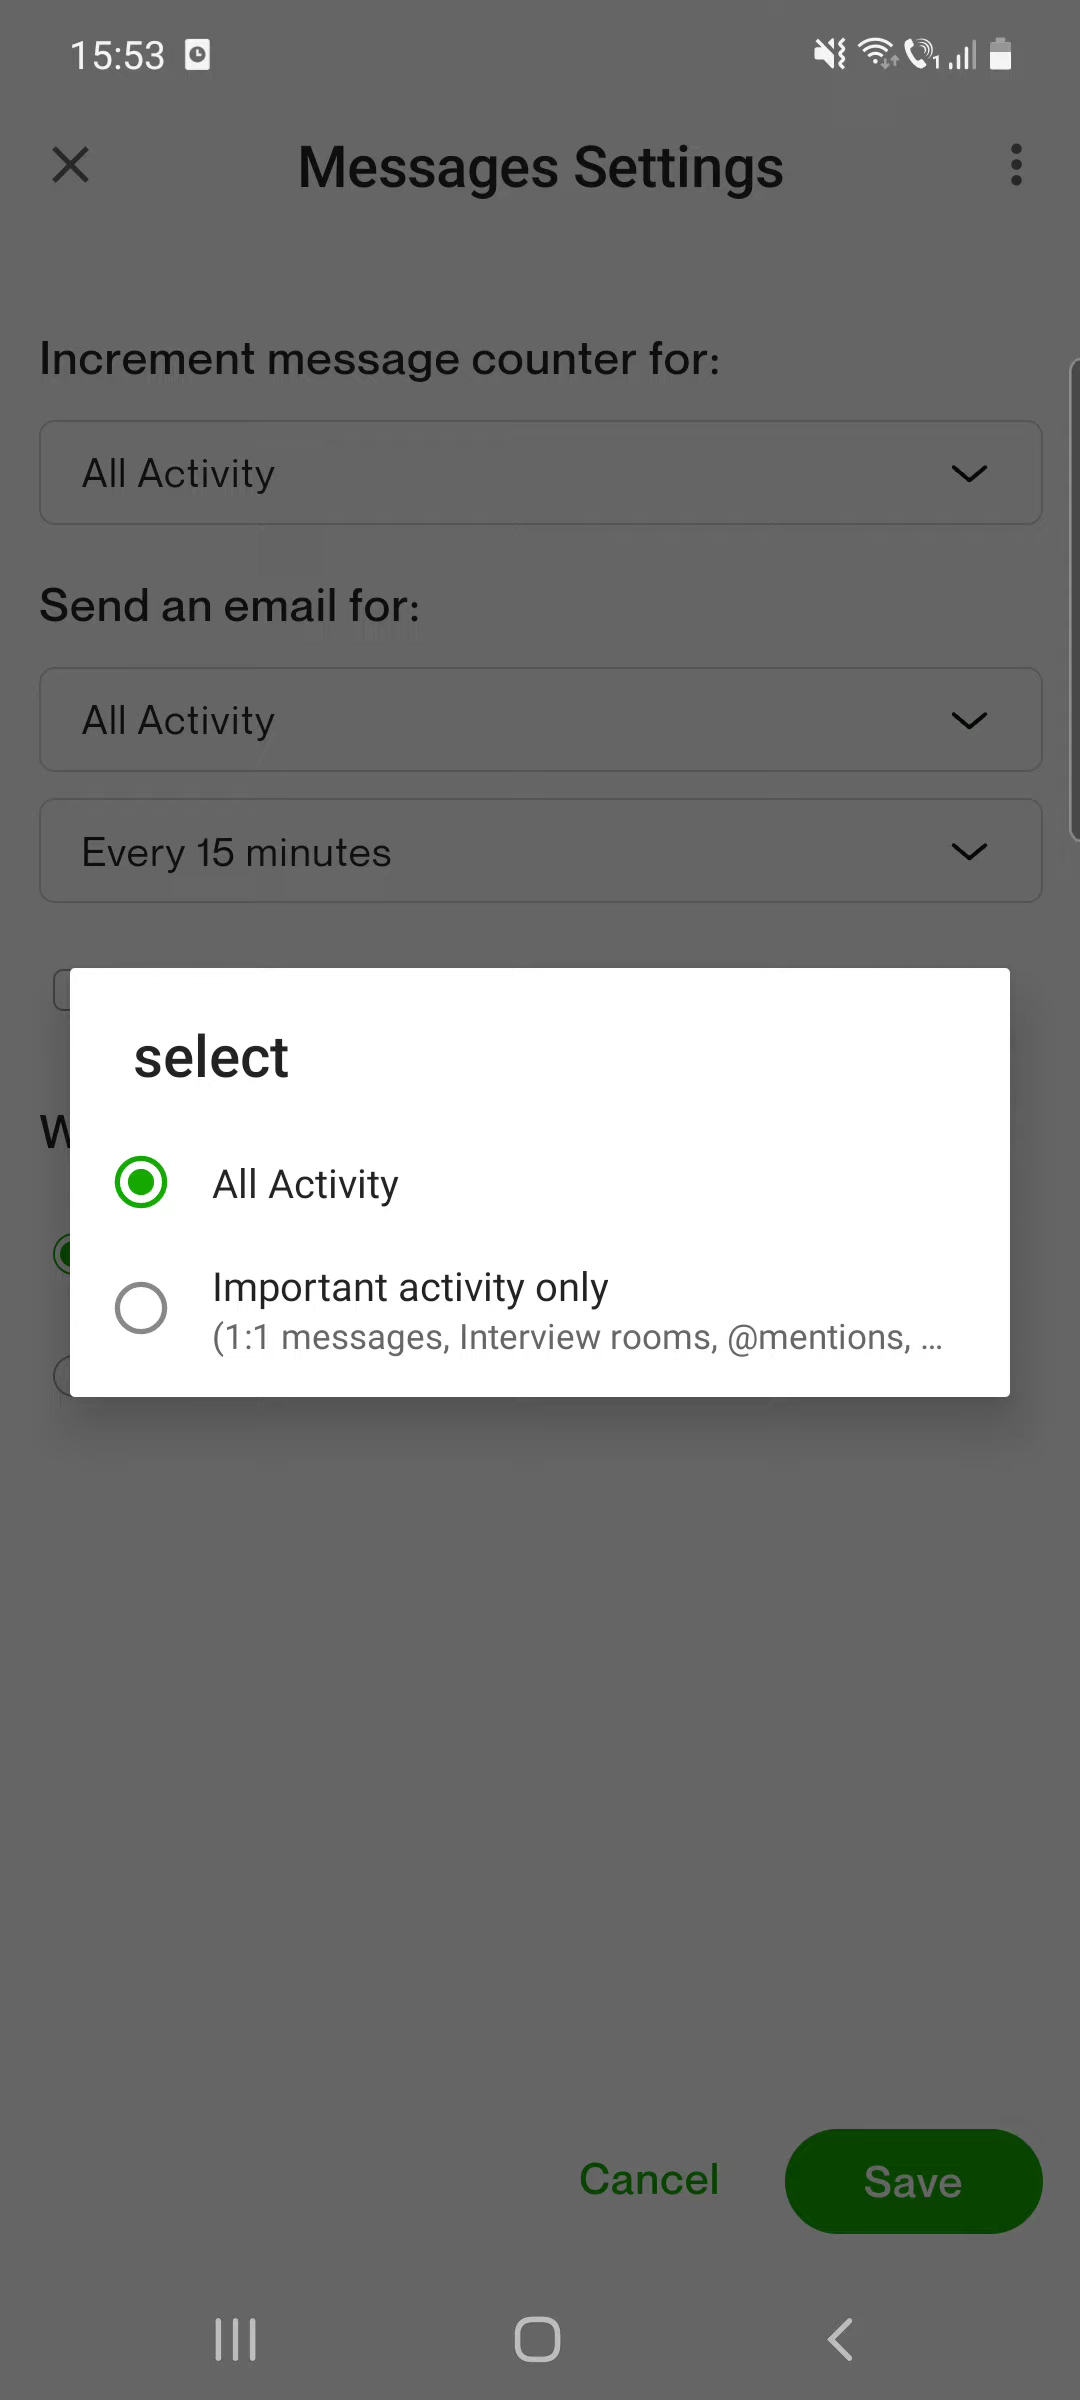 15:53
Messages Settings
Increment message counter for:
All Activity
Send an email for:
All Activity
Every 15 minutes
select
W
All Activity
Important activity only
(1:1 messages, Interview rooms, @mentions, ...
Cancel
Save